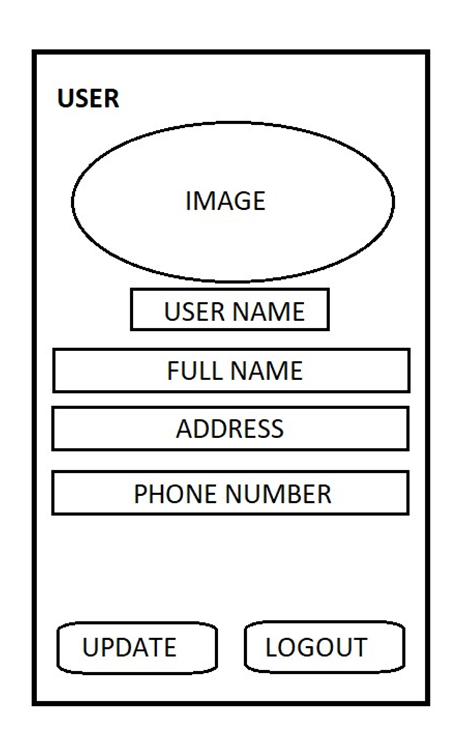 USER
IMAGE
USER NAME
FULL NAME
ADDRESS
PHONE NUMBER
UPDATE LOGOUT